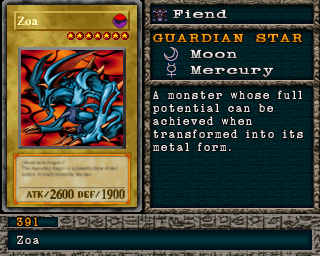 Zoa
ATK/2600 DEF/1900
Fiend
GUARDIAN STAR
Moon
Mercury
A monster whose full
potential can be
achieved when
transformed into its
metal form.
391
Zoa